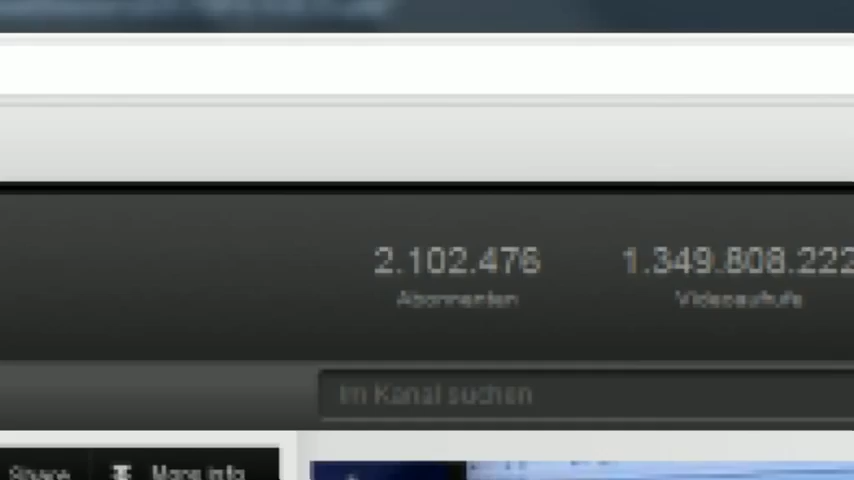 2.102.476 1.349.808.222
Abonnenten Videoaufrufe
Im Kanal suchen
Share More info